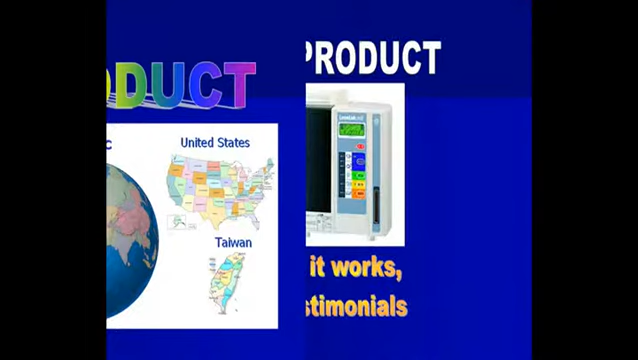 PRODUCT
ODUCT
c
United States
Taiwan
it works,
stimonials